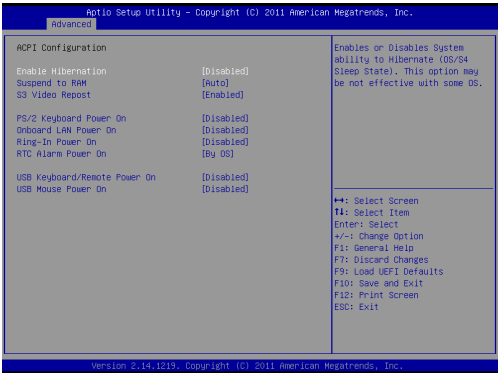 Aptio Setup Utility – Copyright (C) 2011 American Megatrends, Inc.
Advanced
ACPI Configuration
Enable Hibernation [Disabled]
Suspend to RAM [Auto]
S3 Video Repost [Enabled]
PS/2 Keyboard Power On [Disabled]
Onboard LAN Power On [Disabled]
Ring-In Power On [Disabled]
RTC Alarm Power On [By OS]
USB Keyboard/Remote Power On [Disabled]
USB Mouse Power On [Disabled]
Enables or Disables System
ability to Hibernate (OS/S4
Sleep State). This option may
be not effective with some OS.
↔: Select Screen
↑↓: Select Item
Enter: Select
+/-: Change Option
F1: General Help
F7: Discard Changes
F9: Load UEFI Defaults
F10: Save and Exit
F12: Print Screen
ESC: Exit
Version 2.14.1219. Copyright (C) 2011 American Megatrends, Inc.